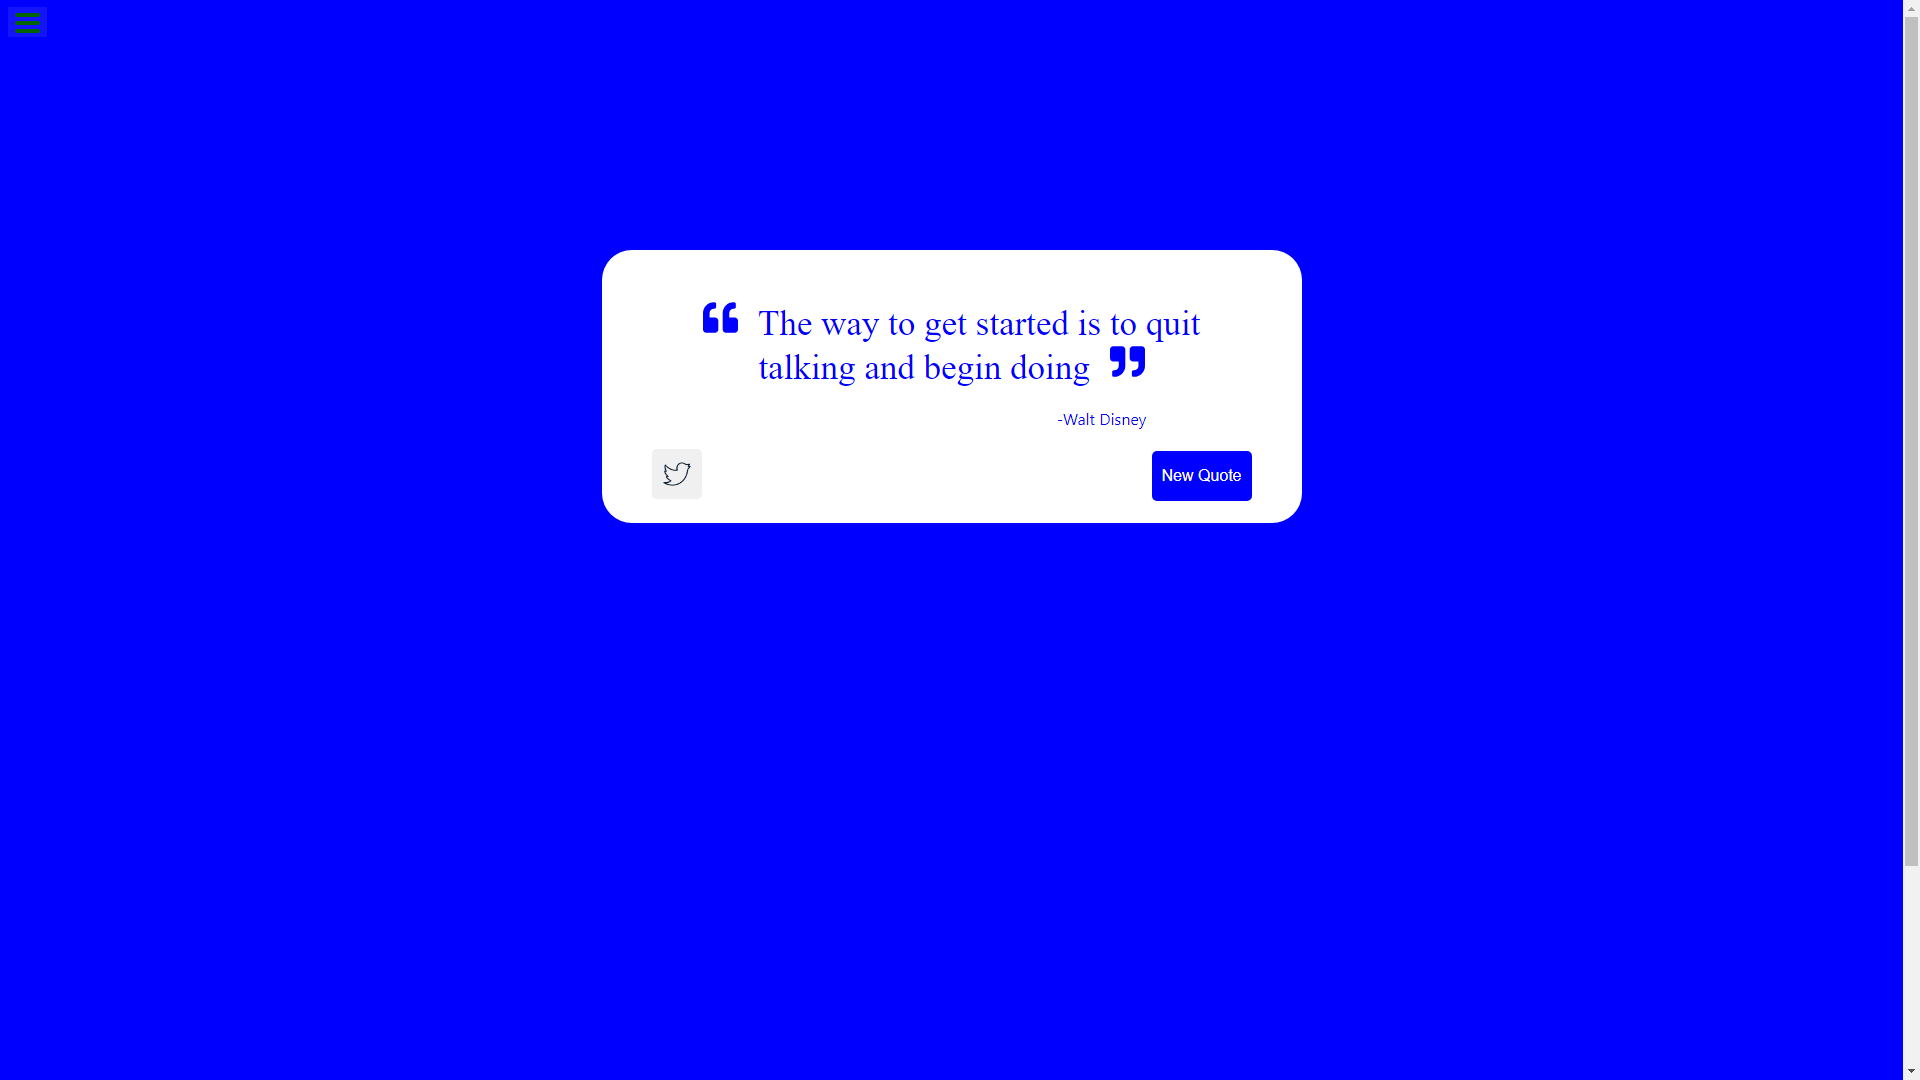 “ The way to get started is to quit
talking and begin doing ”
-Walt Disney
New Quote